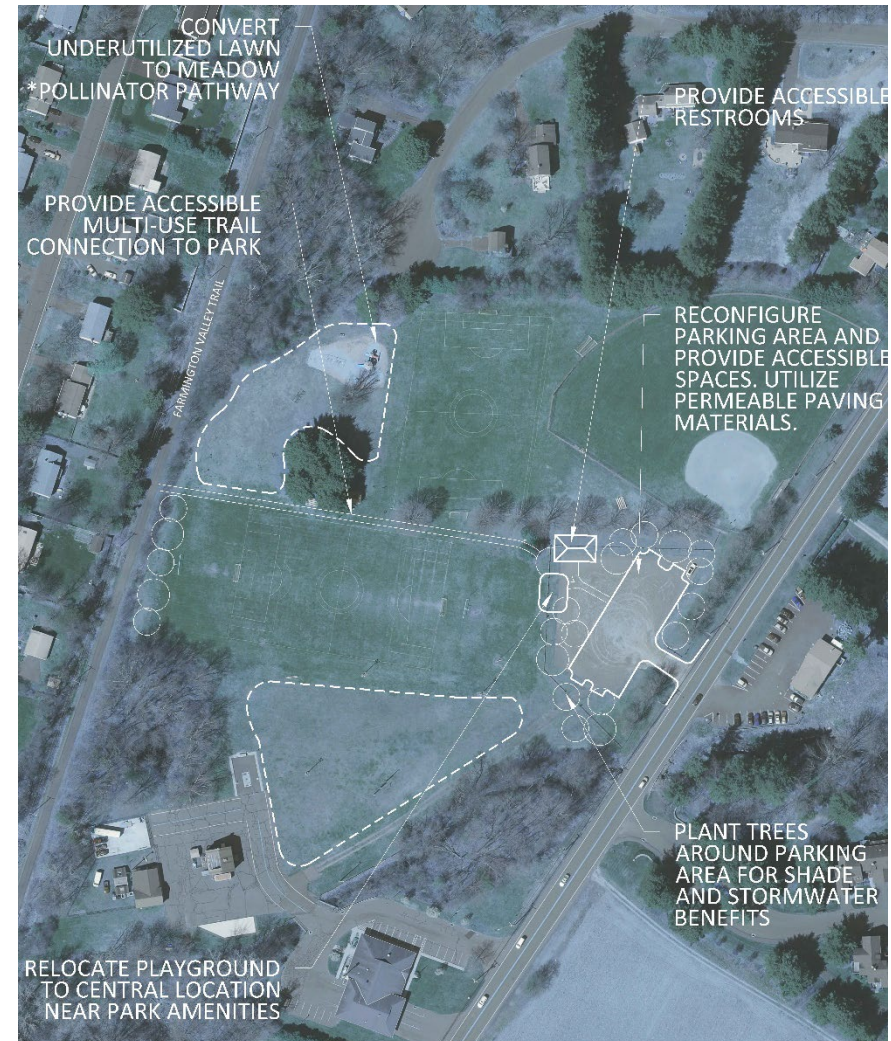 CONVERT
UNDERUTILIZED LAWN
TO MEADOW
*POLLINATOR PATHWAY
PROVIDE ACCESSIBLE
RESTROOMS
PROVIDE ACCESSIBLE
MULTI-USE TRAIL
CONNECTION TO PARK
FARMINGTON VALLEY TRAIL
RECONFIGURE
PARKING AREA AND
PROVIDE ACCESSIBLE
SPACES. UTILIZE
PERMEABLE PAVING
MATERIALS.
PLANT TREES
AROUND PARKING
AREA FOR SHADE
AND STORMWATER
BENEFITS
RELOCATE PLAYGROUND
TO CENTRAL LOCATION
NEAR PARK AMENITIES